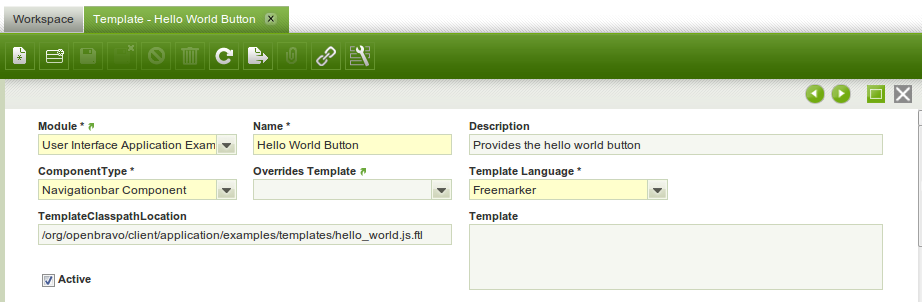 Workspace
Template - Hello World Button
Module *
Name *
Description
User Interface Application Exam
Hello World Button
Provides the hello world button
ComponentType *
Overrides Template
Template Language *
Navigationbar Component
Freemarker
TemplateClasspathLocation
Template
/org/openbravo/client/application/examples/templates/hello_world.js.ftl
Active